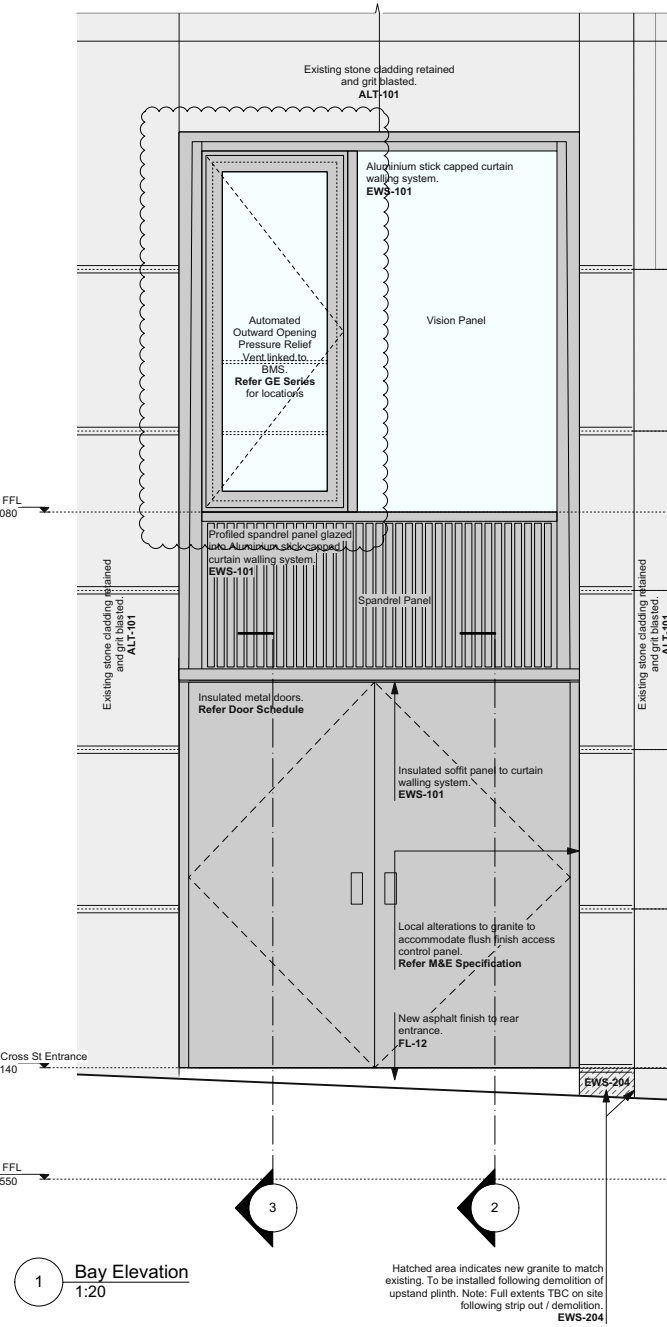 Existing stone cladding retained
and grit blasted.
ALT-101
Aluminium stick capped curtain
walling system.
EWS-101
Automated
Outward Opening
Pressure Relief
Vent linked to
BMS.
Refer GE Series
for locations
Vision Panel
FFL
080
Profiled spandrel panel glazed
into Aluminium stick capped
curtain walling system.
EWS-101
Spandrel Panel
Existing stone cladding retained
and grit blasted.
ALT-101
Existing stone cladding retained
and grit blasted.
ALT-101
Insulated metal doors.
Refer Door Schedule
Insulated soffit panel to curtain
walling system.
EWS-101
Local alterations to granite to
accommodate flush finish access
control panel.
Refer M&E Specification
New asphalt finish to rear
entrance.
FL-12
Cross St Entrance
140
EWS-204
FFL
550
3
2
1
Bay Elevation
1:20
Hatched area indicates new granite to match
existing. To be installed following demolition of
upstand plinth. Note: Full extents TBC on site
following strip out / demolition.
EWS-204